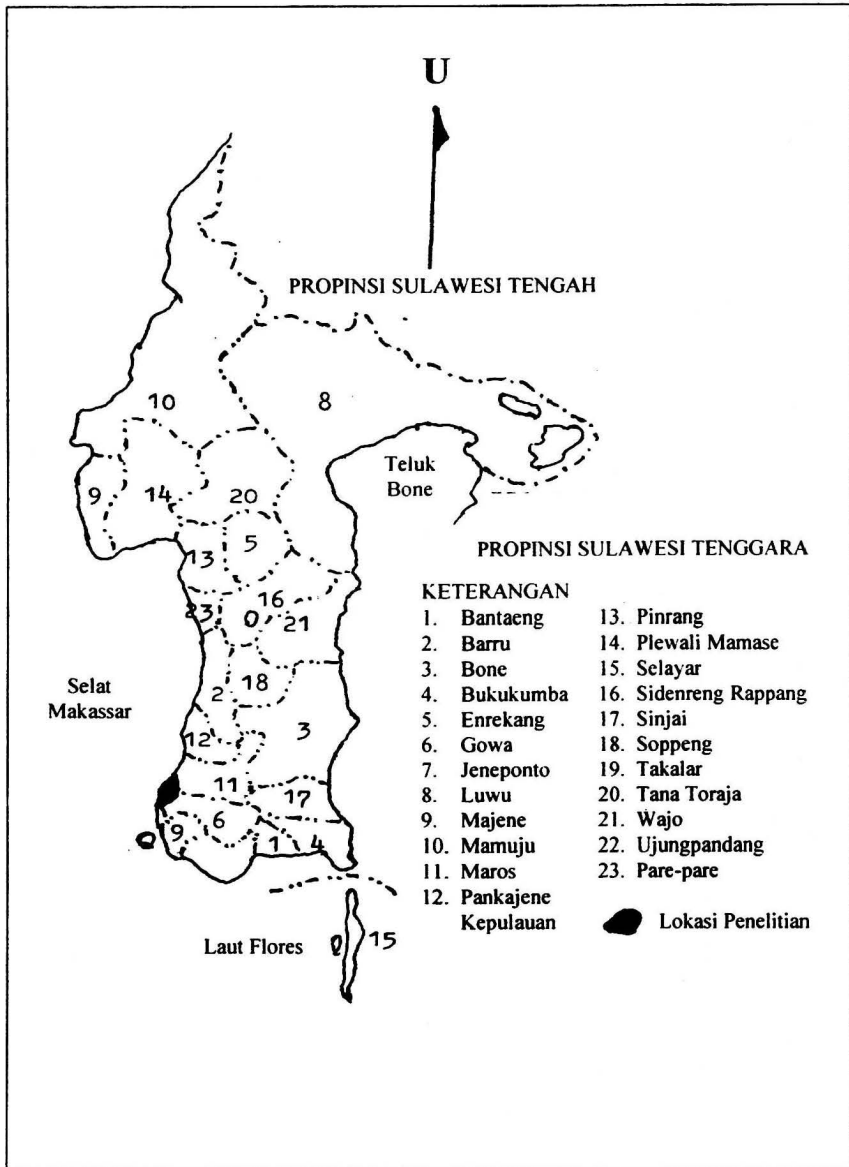 U
PROPINSI SULAWESI TENGAH
10
8
Teluk
Bone
9
14
20
13
5
PROPINSI SULAWESI TENGGARA
16
23
21
18
2
Selat
Makassar
3
12
11
17
6
9
1
4
15
Laut Flores
KETERANGAN
1. Bantaeng
2. Barru
3. Bone
4. Bukukumba
5. Enrekang
6. Gowa
7. Jeneponto
8. Luwu
9. Majene
10. Mamuju
11. Maros
12. Pankajene
Kepulauan
13. Pinrang
14. Plewali Mamase
15. Selayar
16. Sidenreng Rappang
17. Sinjai
18. Soppeng
19. Takalar
20. Tana Toraja
21. Wajo
22. Ujungpandang
23. Pare-pare
Lokasi Penelitian